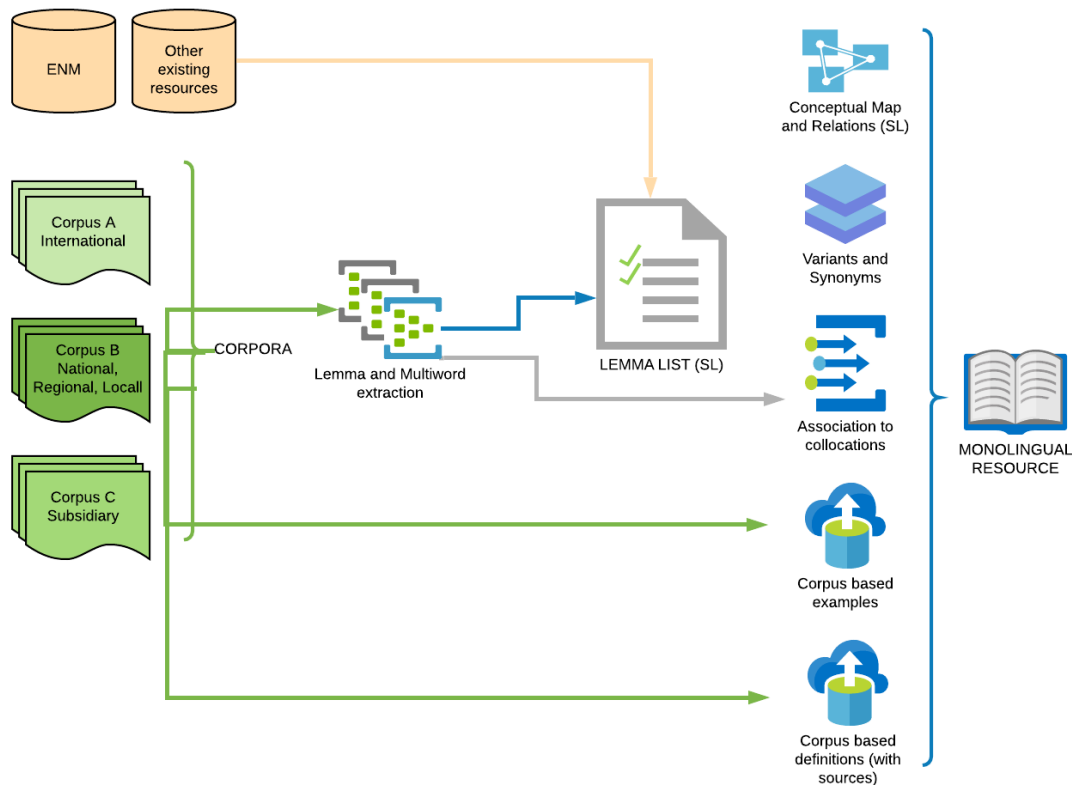 ENM
Other
existing
resources
Conceptual Map
and Relations (SL)
Corpus A
International
Variants and
Synonyms
Corpus B
National,
Regional, Locall
CORPORA
Lemma and Multiword
extraction
LEMMA LIST (SL)
Association to
collocations
MONOLINGUAL
RESOURCE
Corpus C
Subsidiary
Corpus based
examples
Corpus based
definitions (with
sources)